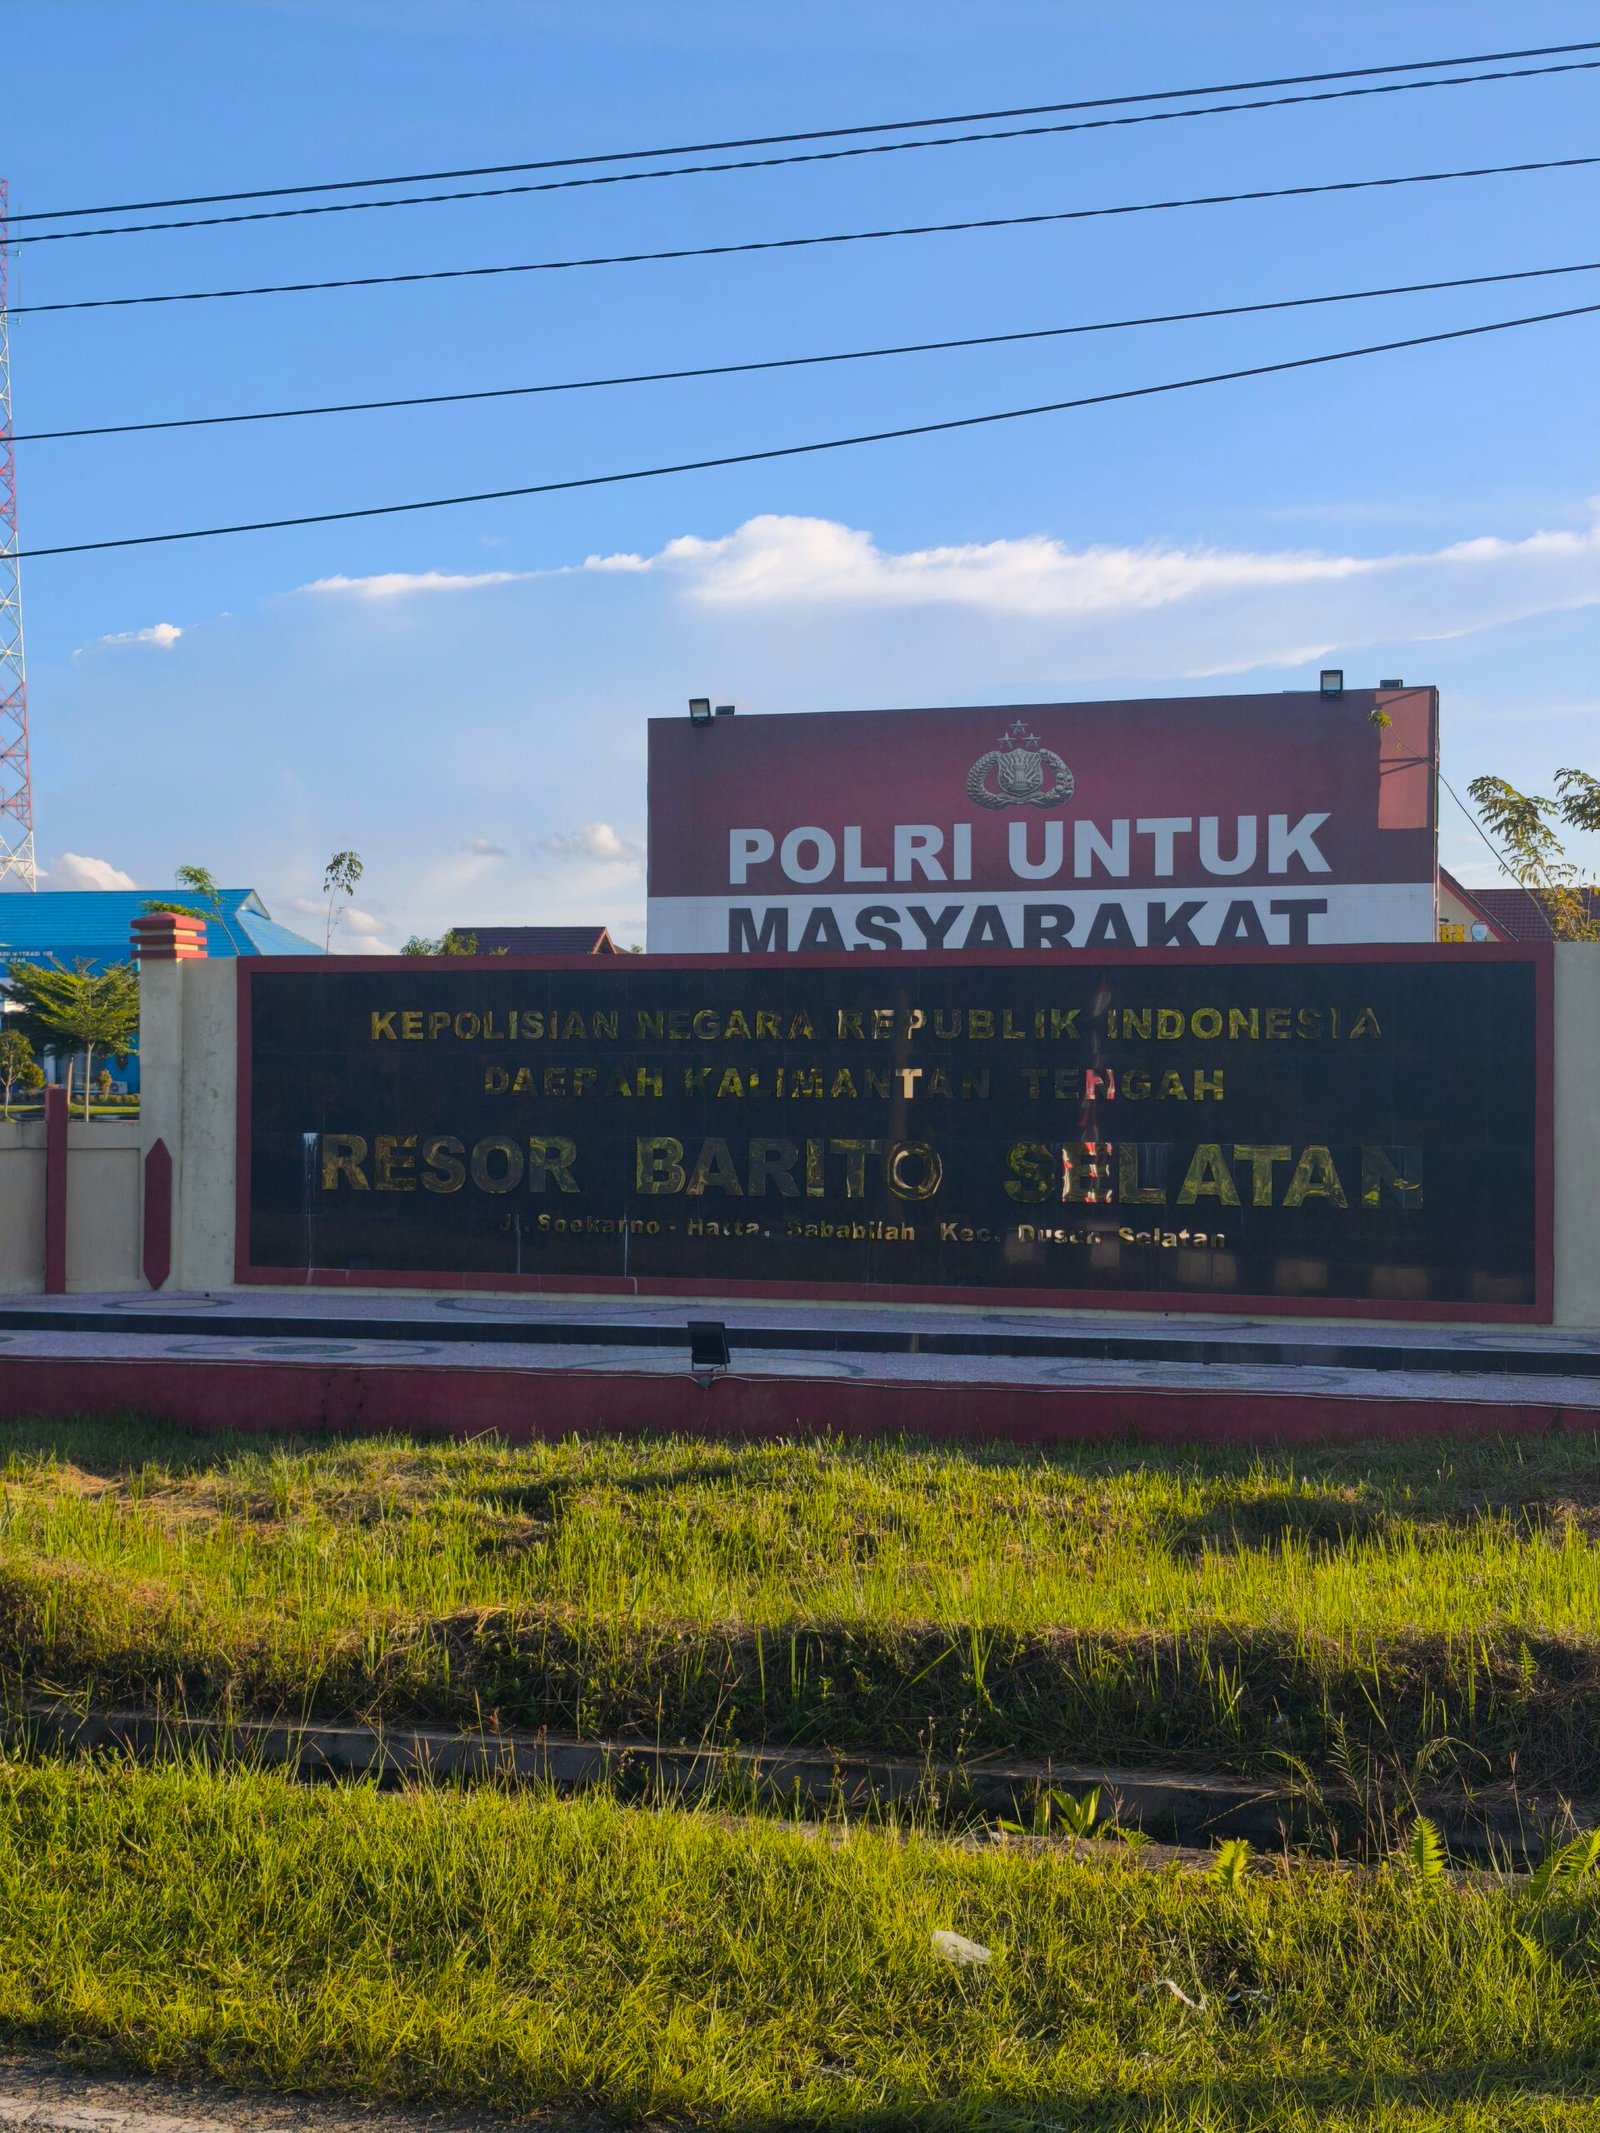 POLRI UNTUK
MASYARAKAT
KEPOLISIAN NEGARA REPUBLIK INDONESIA
DAERAH KALIMANTAN TENGAH
RESOR BARITO SELATAN
Jl. Soekarno - Hatta, Sababilah Kec. Dusun Selatan